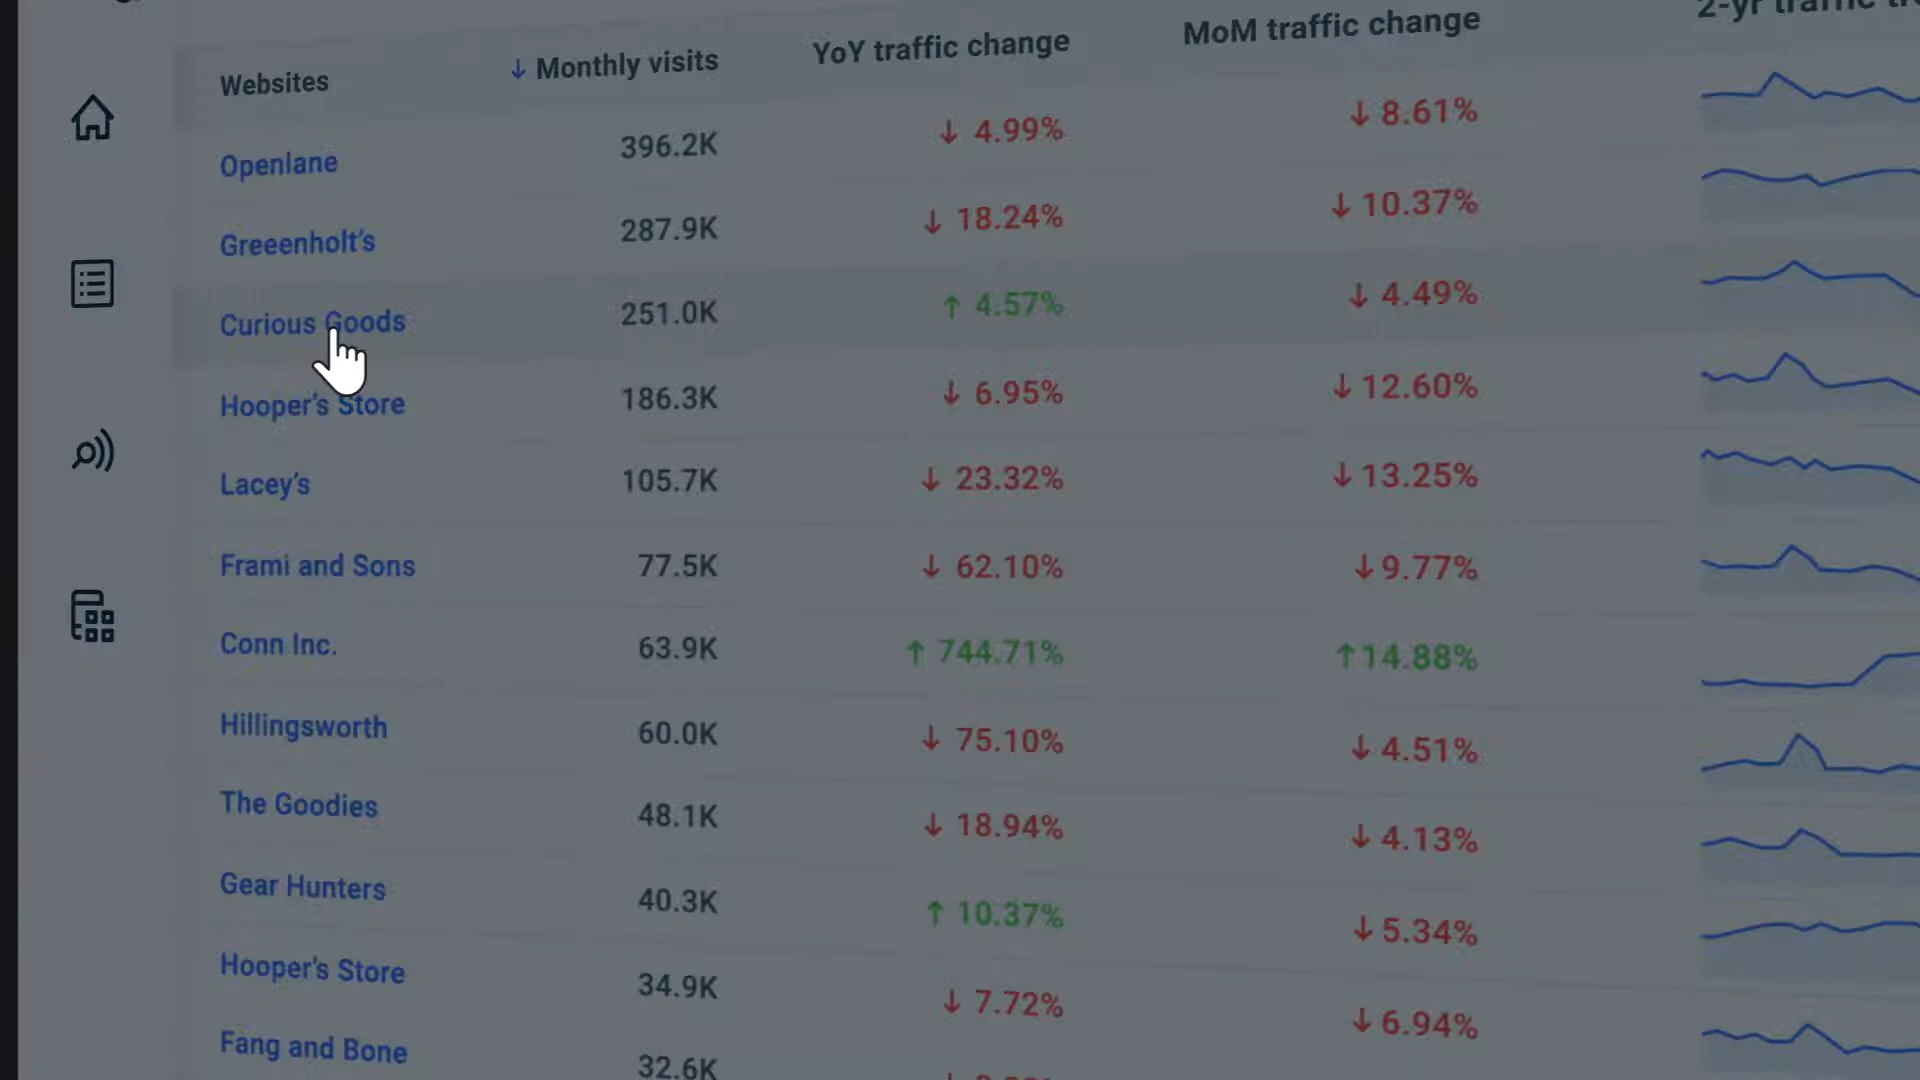 Websites ↓ Monthly visits YoY traffic change MoM traffic change 2-yr traffic
Openlane 396.2K ↓ 4.99% ↓ 8.61%
Greeenholt's 287.9K ↓ 18.24% ↓ 10.37%
Curious Goods 251.0K ↑ 4.57% ↓ 4.49%
Hooper's Store 186.3K ↓ 6.95% ↓ 12.60%
Lacey's 105.7K ↓ 23.32% ↓ 13.25%
Frami and Sons 77.5K ↓ 62.10% ↓ 9.77%
Conn Inc. 63.9K ↑ 744.71% ↑ 14.88%
Hillingsworth 60.0K ↓ 75.10% ↓ 4.51%
The Goodies 48.1K ↓ 18.94% ↓ 4.13%
Gear Hunters 40.3K ↑ 10.37% ↓ 5.34%
Hooper's Store 34.9K ↓ 7.72% ↓ 6.94%
Fang and Bone 32.6K